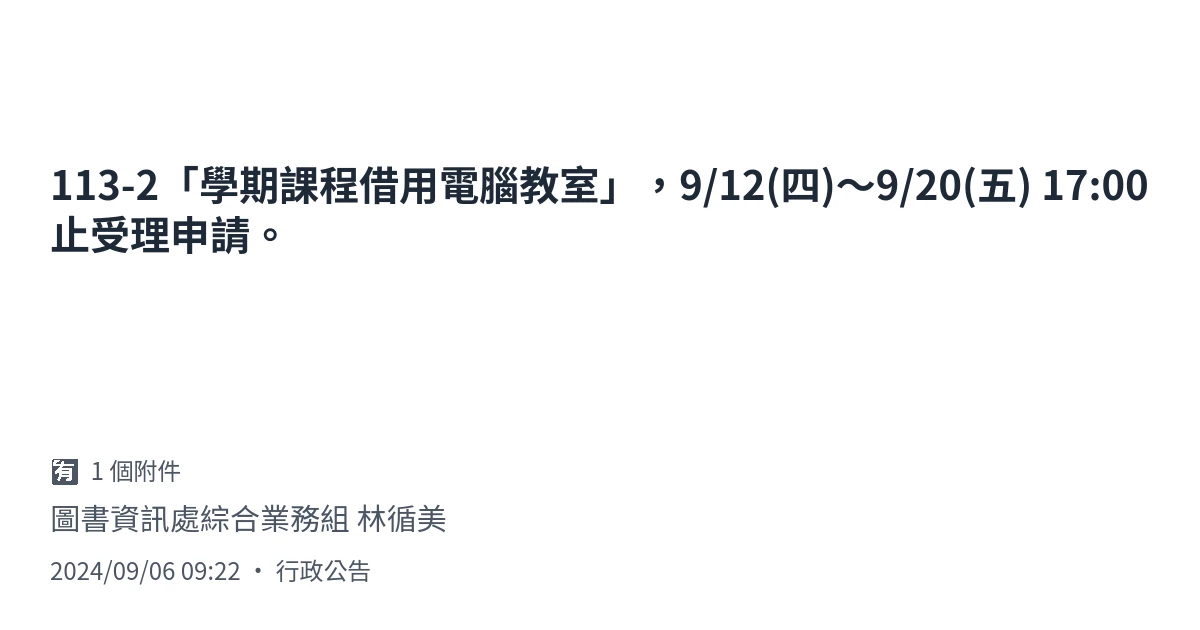 113-2「學期課程借用電腦教室」，9/12(四)～9/20(五) 17:00
止受理申請。
有 1 個附件
圖書資訊處綜合業務組 林循美
2024/09/06 09:22 • 行政公告